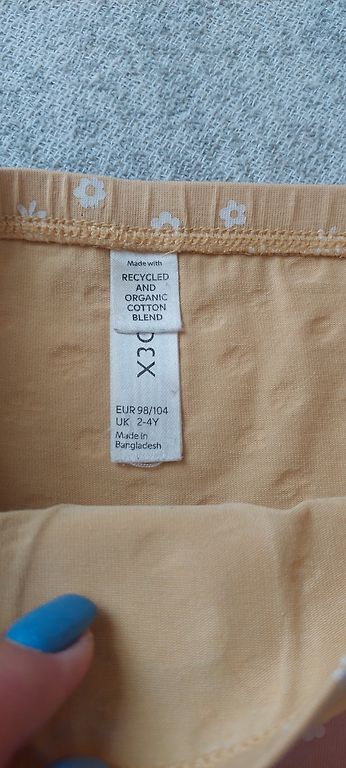 Made with
RECYCLED
AND
ORGANIC
COTTON
BLEND
EUR 98/104
UK 2-4Y
Made in
Bangladesh